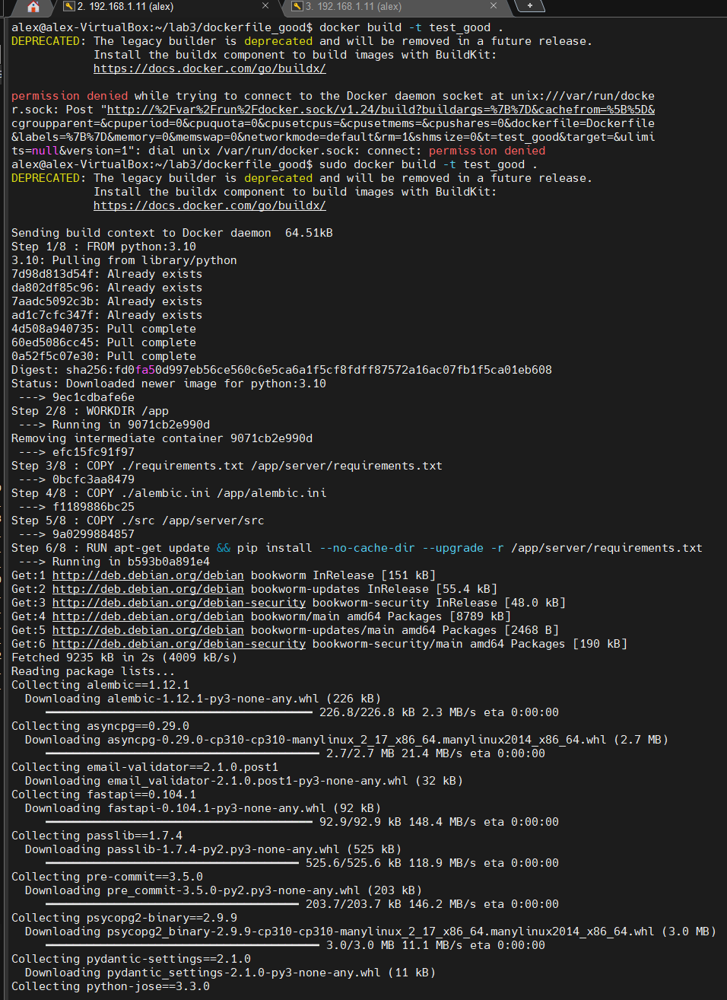 2. 192.168.1.11 (alex)
3. 192.168.1.11 (alex)
alex@alex-VirtualBox:~/lab3/dockerfile_good$ docker build -t test_good .
DEPRECATED: The legacy builder is deprecated and will be removed in a future release.
            Install the buildx component to build images with BuildKit:
            https://docs.docker.com/go/buildx/
permission denied while trying to connect to the Docker daemon socket at unix:///var/run/docke
r.sock: Post "http://%2Fvar%2Frun%2Fdocker.sock/v1.24/build?buildargs=%7B%7D&cachefrom=%5B%5D&
cgroupparent=&cpuperiod=0&cpuquota=0&cpusetcpus=&cpusetmems=&cpushares=0&dockerfile=Dockerfile
&labels=%7B%7D&memory=0&memswap=0&networkmode=default&rm=1&shmsize=0&t=test_good&target=&ulimi
ts=null&version=1": dial unix /var/run/docker.sock: connect: permission denied
alex@alex-VirtualBox:~/lab3/dockerfile_good$ sudo docker build -t test_good .
DEPRECATED: The legacy builder is deprecated and will be removed in a future release.
            Install the buildx component to build images with BuildKit:
            https://docs.docker.com/go/buildx/
Sending build context to Docker daemon  64.51kB
Step 1/8 : FROM python:3.10
3.10: Pulling from library/python
7d98d813d54f: Already exists
da802df85c96: Already exists
7aadc5092c3b: Already exists
ad1c7cfc347f: Already exists
4d508a940735: Pull complete
60ed5086cc45: Pull complete
0a52f5c07e30: Pull complete
Digest: sha256:fd0fa50d997eb56ce560c6e5ca6a1f5cf8fdff87572a16ac07fb1f5ca01eb608
Status: Downloaded newer image for python:3.10
 ---> 9ec1cdbafe6e
Step 2/8 : WORKDIR /app
 ---> Running in 9071cb2e990d
Removing intermediate container 9071cb2e990d
 ---> efc15fc91f97
Step 3/8 : COPY ./requirements.txt /app/server/requirements.txt
 ---> 0bcfc3aa8479
Step 4/8 : COPY ./alembic.ini /app/alembic.ini
 ---> f1189886bc25
Step 5/8 : COPY ./src /app/server/src
 ---> 9a0299884857
Step 6/8 : RUN apt-get update && pip install --no-cache-dir --upgrade -r /app/server/requirements.txt
 ---> Running in b593b0a891e4
Get:1 http://deb.debian.org/debian bookworm InRelease [151 kB]
Get:2 http://deb.debian.org/debian bookworm-updates InRelease [55.4 kB]
Get:3 http://deb.debian.org/debian-security bookworm-security InRelease [48.0 kB]
Get:4 http://deb.debian.org/debian bookworm/main amd64 Packages [8789 kB]
Get:5 http://deb.debian.org/debian bookworm-updates/main amd64 Packages [2468 B]
Get:6 http://deb.debian.org/debian-security bookworm-security/main amd64 Packages [190 kB]
Fetched 9235 kB in 2s (4009 kB/s)
Reading package lists...
Collecting alembic==1.12.1
  Downloading alembic-1.12.1-py3-none-any.whl (226 kB)
226.8/226.8 kB 2.3 MB/s eta 0:00:00
Collecting asyncpg==0.29.0
  Downloading asyncpg-0.29.0-cp310-cp310-manylinux_2_17_x86_64.manylinux2014_x86_64.whl (2.7 MB)
2.7/2.7 MB 21.4 MB/s eta 0:00:00
Collecting email-validator==2.1.0.post1
  Downloading email_validator-2.1.0.post1-py3-none-any.whl (32 kB)
Collecting fastapi==0.104.1
  Downloading fastapi-0.104.1-py3-none-any.whl (92 kB)
92.9/92.9 kB 148.4 MB/s eta 0:00:00
Collecting passlib==1.7.4
  Downloading passlib-1.7.4-py2.py3-none-any.whl (525 kB)
525.6/525.6 kB 118.9 MB/s eta 0:00:00
Collecting pre-commit==3.5.0
  Downloading pre_commit-3.5.0-py2.py3-none-any.whl (203 kB)
203.7/203.7 kB 146.2 MB/s eta 0:00:00
Collecting psycopg2-binary==2.9.9
  Downloading psycopg2_binary-2.9.9-cp310-cp310-manylinux_2_17_x86_64.manylinux2014_x86_64.whl (3.0 MB)
3.0/3.0 MB 11.1 MB/s eta 0:00:00
Collecting pydantic-settings==2.1.0
  Downloading pydantic_settings-2.1.0-py3-none-any.whl (11 kB)
Collecting python-jose==3.3.0